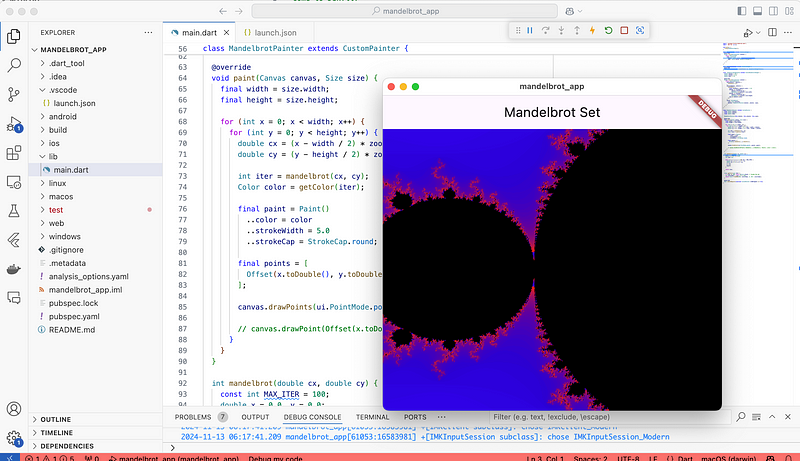 mandelbrot_app
EXPLORER
MANDELBROT_APP
.dart_tool
.idea
.vscode
launch.json
android
build
ios
lib
main.dart
linux
macos
test
web
windows
.gitignore
.metadata
analysis_options.yaml
mandelbrot_app.iml
pubspec.lock
pubspec.yaml
README.md
OUTLINE
TIMELINE
DEPENDENCIES
main.dart
launch.json
56 class MandelbrotPainter extends CustomPainter {
62
63 @override
64 void paint(Canvas canvas, Size size) {
65 final width = size.width;
66 final height = size.height;
67
68 for (int x = 0; x < width; x++) {
69 for (int y = 0; y < height; y++) {
70 double cx = (x - width / 2) * zoo
71 double cy = (y - height / 2) * zo
72
73 int iter = mandelbrot(cx, cy);
74 Color color = getColor(iter);
75
76 final paint = Paint()
77 ..color = color
78 ..strokeWidth = 5.0
79 ..strokeCap = StrokeCap.round;
80
81 final points = [
82 Offset(x.toDouble(), y.toDouble
83 ];
84
85 canvas.drawPoints(ui.PointMode.po
86
87 // canvas.drawPoint(Offset(x.toDo
88 }
89 }
90 }
91
92 int mandelbrot(double cx, double cy) {
93 const int MAX_ITER = 100;
94 double x = 0.0, y = 0.0;
mandelbrot_app
Mandelbrot Set
DEBUG
PROBLEMS 7 OUTPUT DEBUG CONSOLE TERMINAL PORTS
Filter (e.g. text, !exclude, \escape)
2024-11-13 06:17:41.209 mandelbrot_app[61053:16583981] +[IMKClient subclass]: chose IMKClient_Modern
2024-11-13 06:17:41.209 mandelbrot_app[61053:16583981] +[IMKInputSession subclass]: chose IMKInputSession_Modern
1 1 5 0 mandelbrot_app (mandelbrot_app) Debug my code
Ln 3, Col 1 Spaces: 2 UTF-8 LF Dart macOS (darwin)